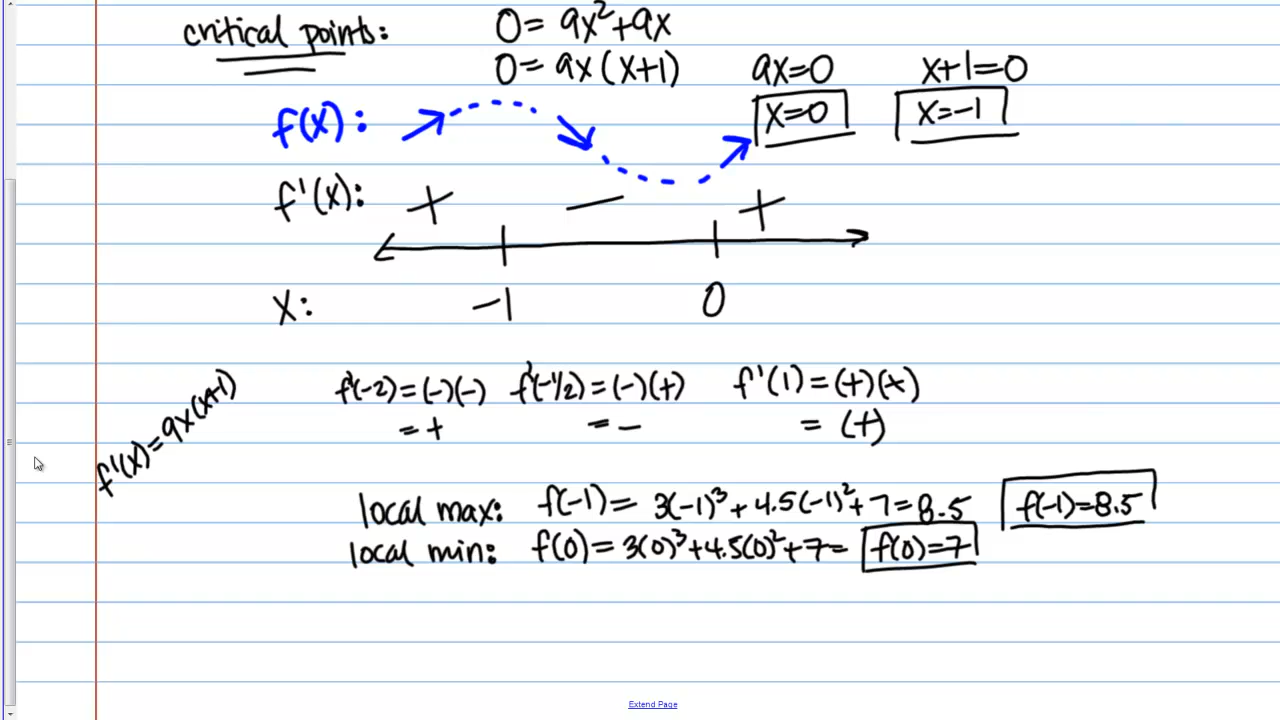 critical points: 0 = 9x²+9x
0 = 9x(x+1) 9x=0 x+1=0
f(x): x=0 x=-1
f'(x): + - +
x: -1 0
f'(x)=9x(x+1)
f'(-2)=(-)(-) f'(-1/2)=(-)(+) f'(1)=(+)(+)
=+ =- =(+)
local max: f(-1)= 3(-1)³+4.5(-1)²+7=8.5 f(-1)=8.5
local min: f(0)=3(0)³+4.5(0)²+7= f(0)=7
Extend Page